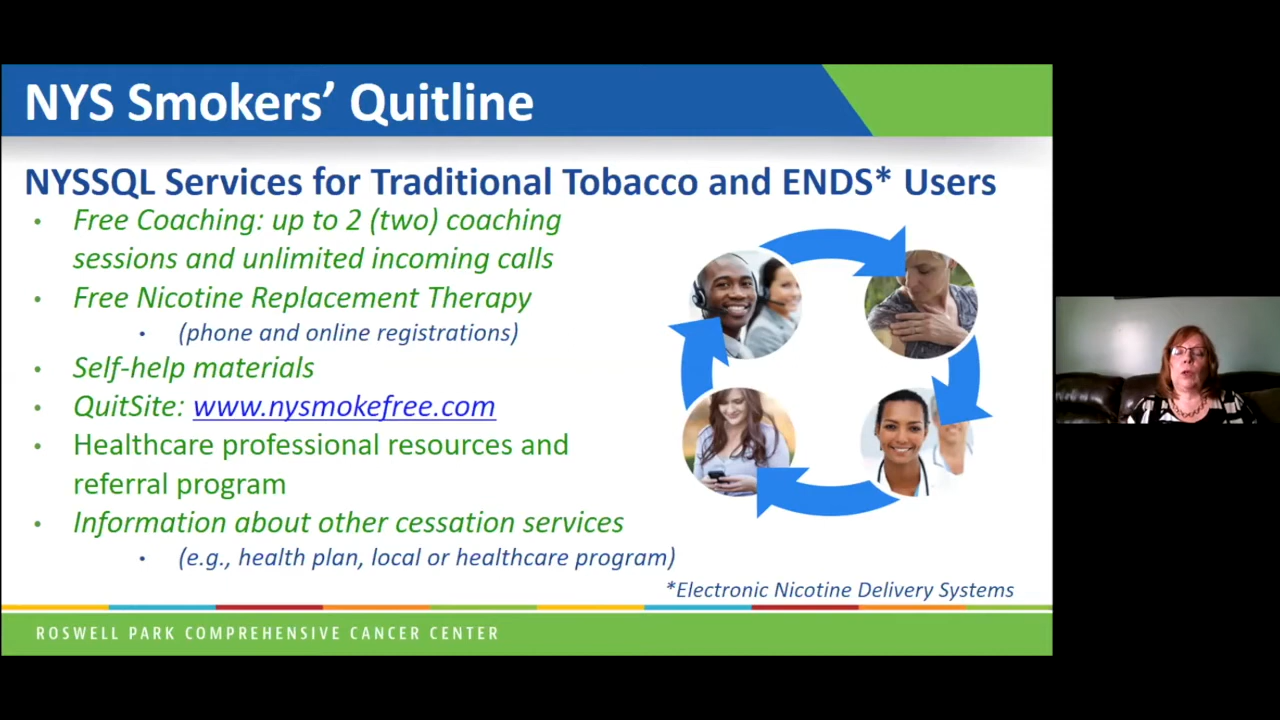 NYS Smokers’ Quitline
NYSSQL Services for Traditional Tobacco and ENDS* Users
• Free Coaching: up to 2 (two) coaching
sessions and unlimited incoming calls
• Free Nicotine Replacement Therapy
• (phone and online registrations)
• Self-help materials
• QuitSite: www.nysmokefree.com
• Healthcare professional resources and
referral program
• Information about other cessation services
• (e.g., health plan, local or healthcare program)
*Electronic Nicotine Delivery Systems
ROSWELL PARK COMPREHENSIVE CANCER CENTER